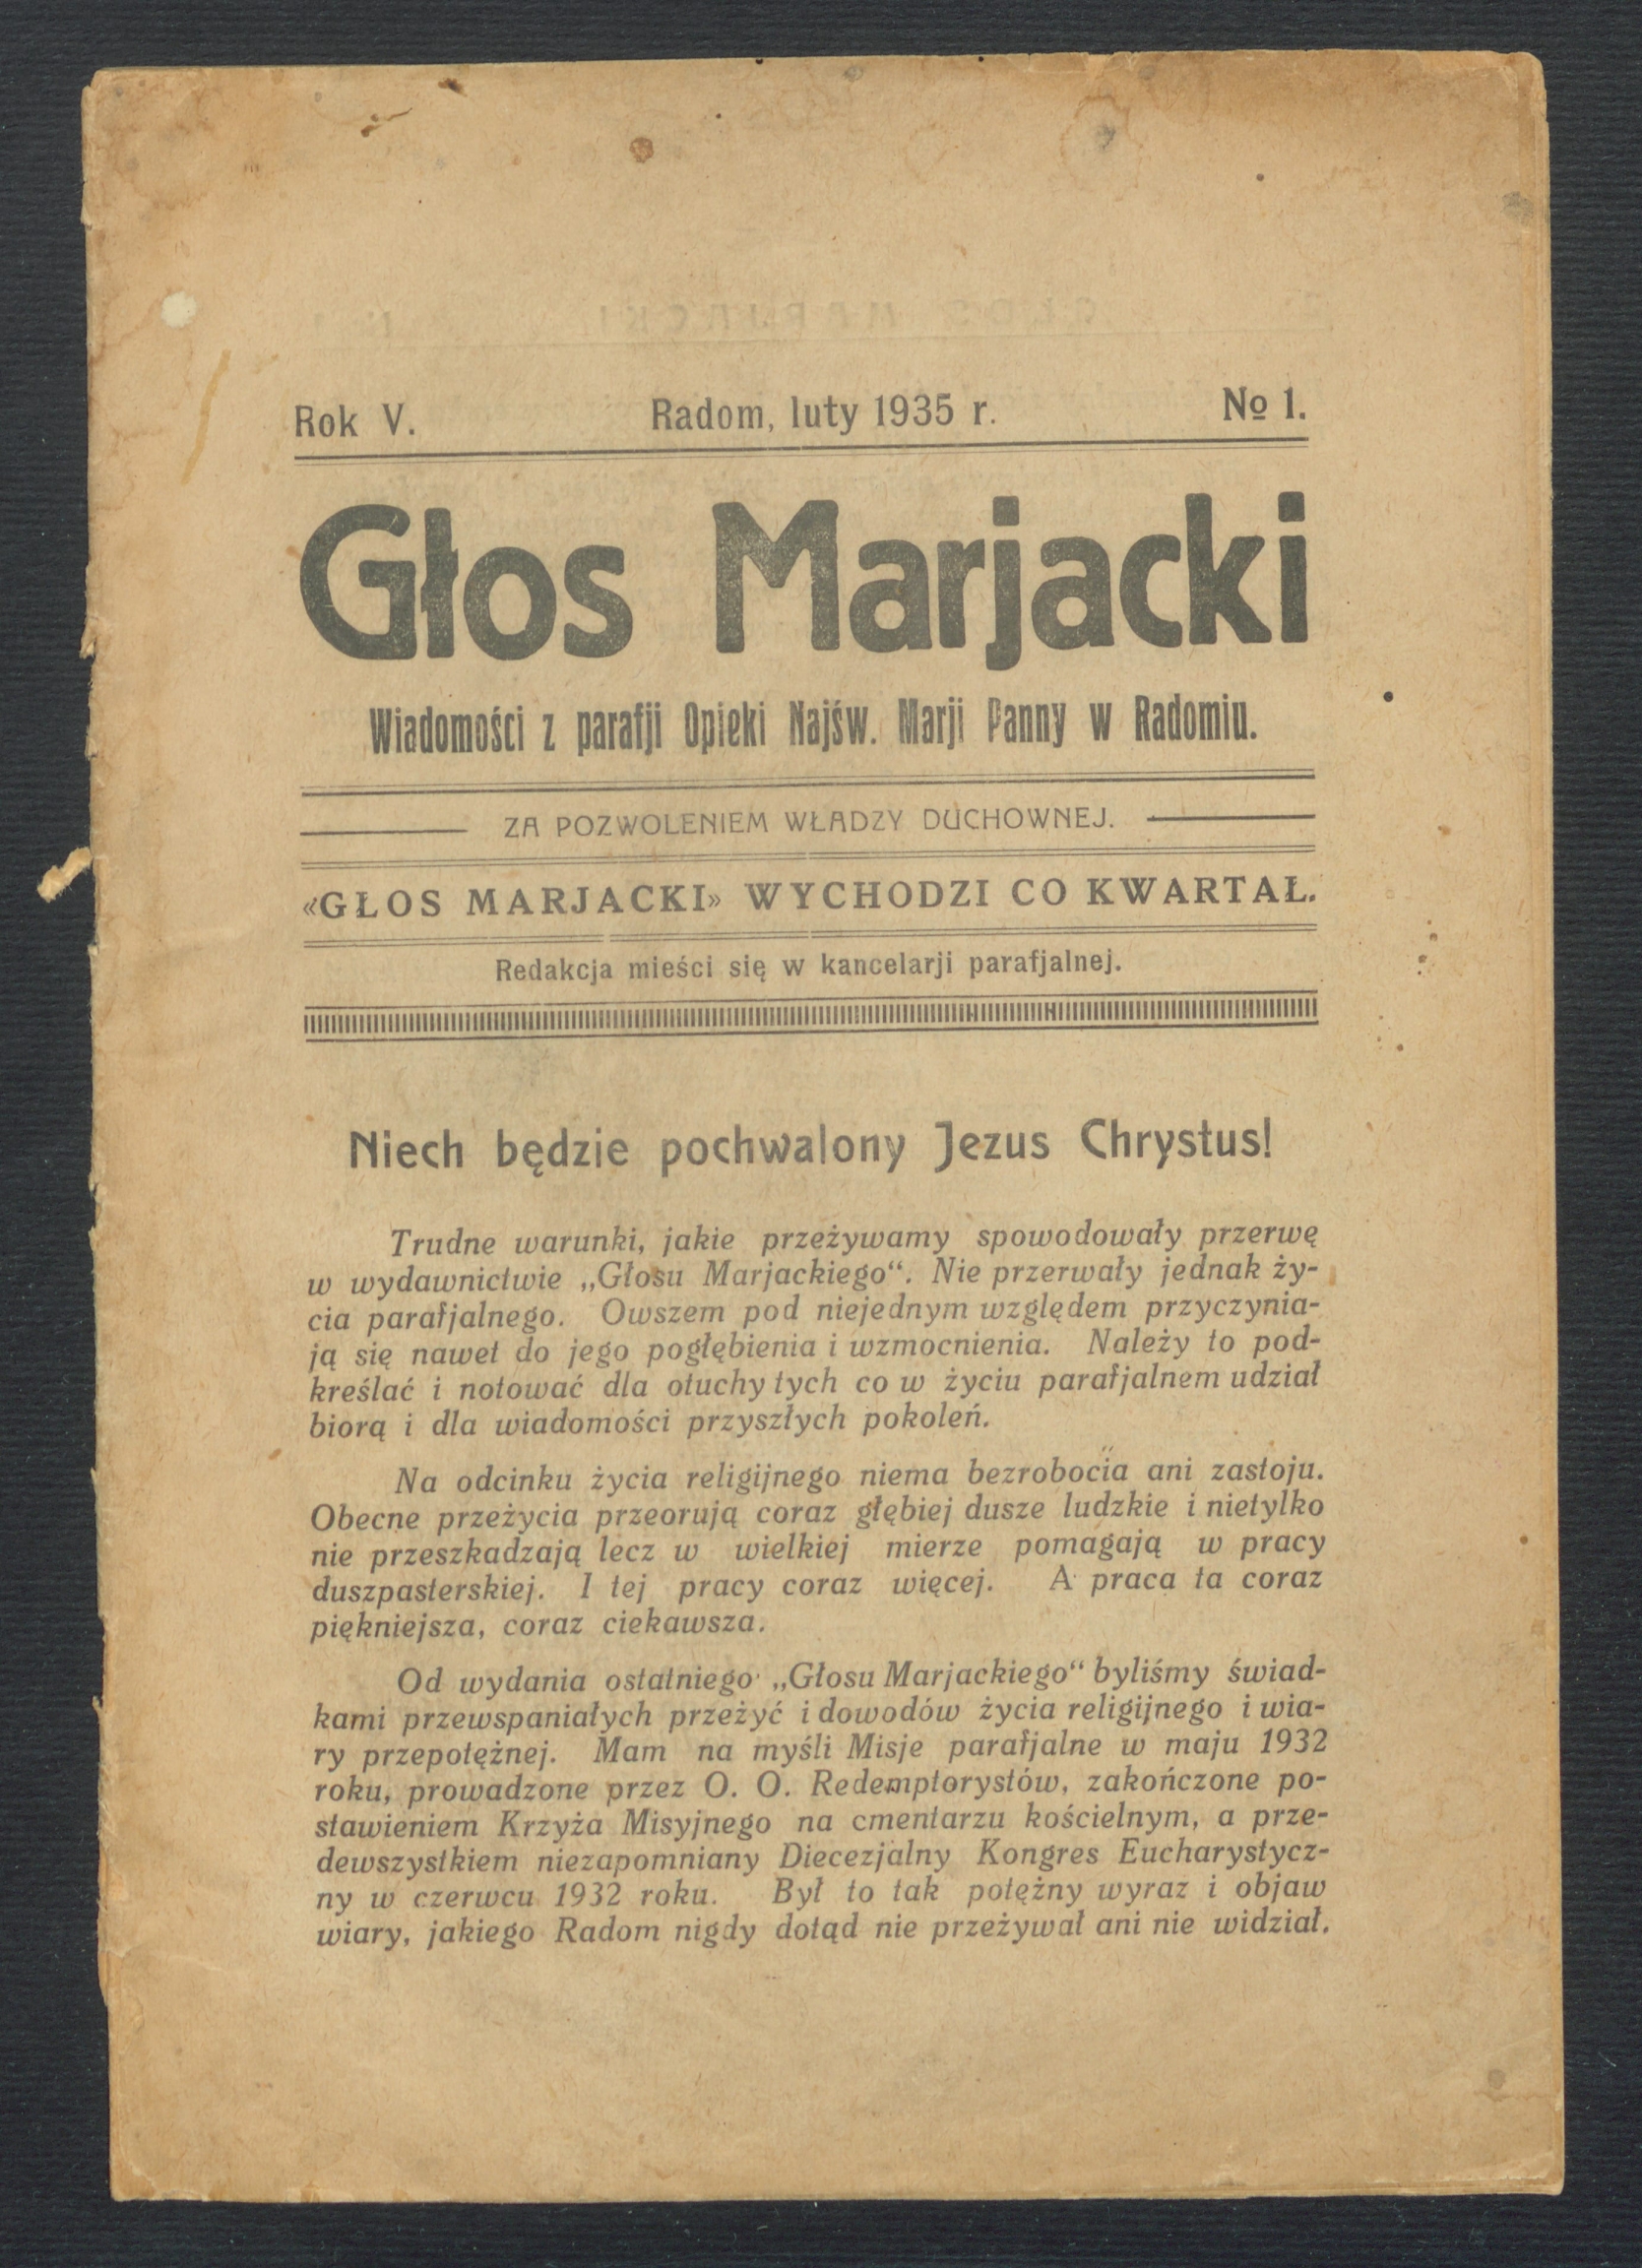 Rok V. Radom, luty 1935 r. № 1.
Głos Marjacki
Wiadomości z parafji Opieki Najśw. Marji Panny w Radomiu.
ZA POZWOLENIEM WŁADZY DUCHOWNEJ.
«GŁOS MARJACKI» WYCHODZI CO KWARTAŁ.
Redakcja mieści się w kancelarji parafjalnej.
Niech będzie pochwalony Jezus Chrystus!
Trudne warunki, jakie przeżywamy spowodowały przerwę
w wydawnictwie „Głosu Marjackiego“. Nie przerwały jednak ży-
cia parafjalnego. Owszem pod niejednym względem przyczynia-
ją się nawet do jego pogłębienia i wzmocnienia. Należy to pod-
kreślać i notować dla otuchy tych co w życiu parafjalnem udział
biorą i dla wiadomości przyszłych pokoleń.
Na odcinku życia religijnego niema bezrobocia ani zastoju.
Obecne przeżycia przeorują coraz głębiej dusze ludzkie i nietylko
nie przeszkadzają lecz w wielkiej mierze pomagają w pracy
duszpasterskiej. I tej pracy coraz więcej. A praca ta coraz
piękniejsza, coraz ciekawsza.
Od wydania ostatniego „Głosu Marjackiego“ byliśmy świad-
kami przewspaniałych przeżyć i dowodów życia religijnego i wia-
ry przepotężnej. Mam na myśli Misje parafjalne w maju 1932
roku, prowadzone przez O. O. Redemptorystów, zakończone po-
stawieniem Krzyża Misyjnego na cmentarzu kościelnym, a prze-
dewszystkiem niezapomniany Diecezjalny Kongres Eucharystycz-
ny w czerwcu 1932 roku. Był to tak potężny wyraz i objaw
wiary, jakiego Radom nigdy dotąd nie przeżywał ani nie widział.